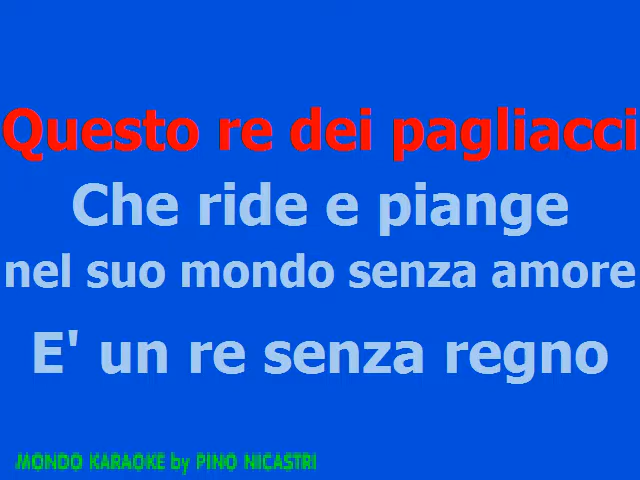 Questo re dei pagliacci
Che ride e piange
nel suo mondo senza amore
E' un re senza regno
MONDO KARAOKE by PINO NICASTRI